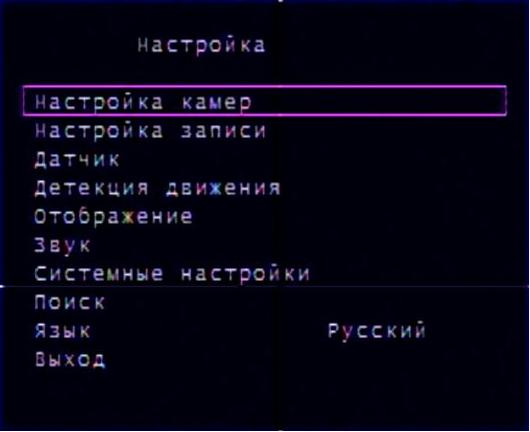 Настройка
Настройка камер
Настройка записи
Датчик
Детекция движения
Отображение
Звук
Системные настройки
Поиск
Язык Русский
Выход